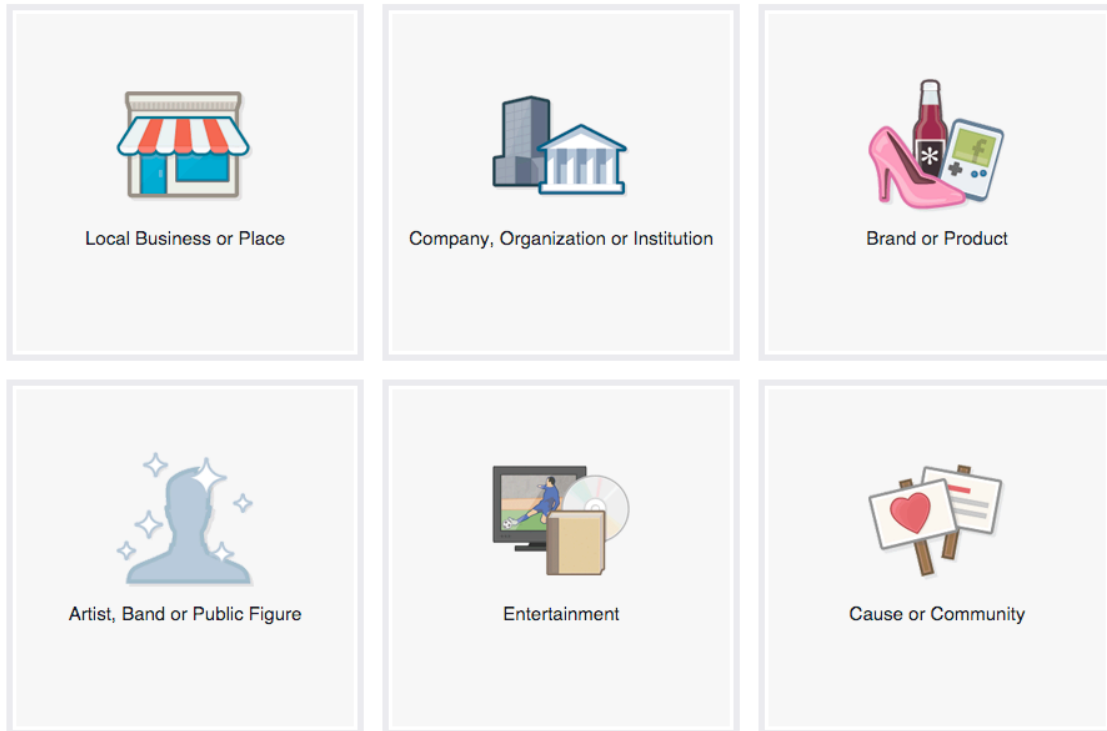 Local Business or Place
Company, Organization or Institution
Brand or Product
Artist, Band or Public Figure
Entertainment
Cause or Community